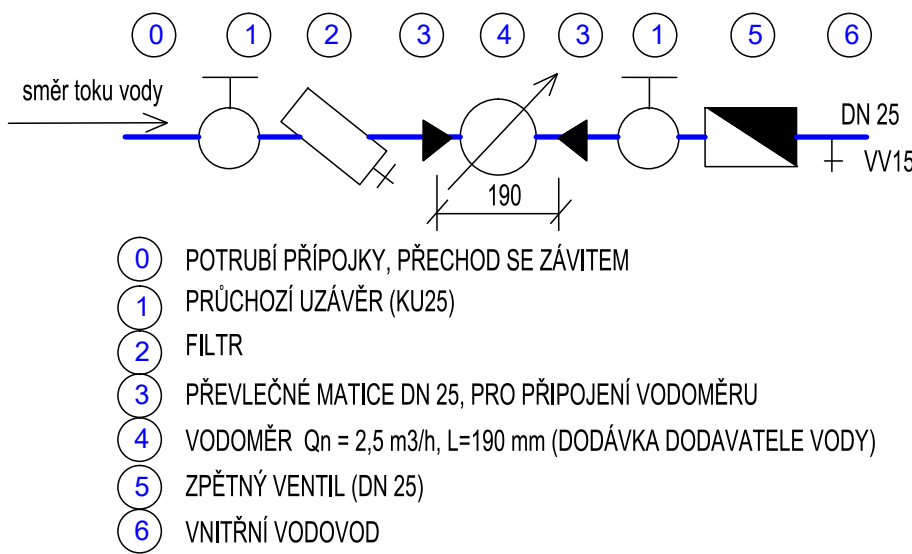 0 1 2 3 4 3 1 5 6
směr toku vody
DN 25
VV15
190
0 POTRUBÍ PŘÍPOJKY, PŘECHOD SE ZÁVITEM
1 PRŮCHOZÍ UZÁVĚR (KU25)
2 FILTR
3 PŘEVLEČNÉ MATICE DN 25, PRO PŘIPOJENÍ VODOMĚRU
4 VODOMĚR Qn = 2,5 m3/h, L=190 mm (DODÁVKA DODAVATELE VODY)
5 ZPĚTNÝ VENTIL (DN 25)
6 VNITŘNÍ VODOVOD